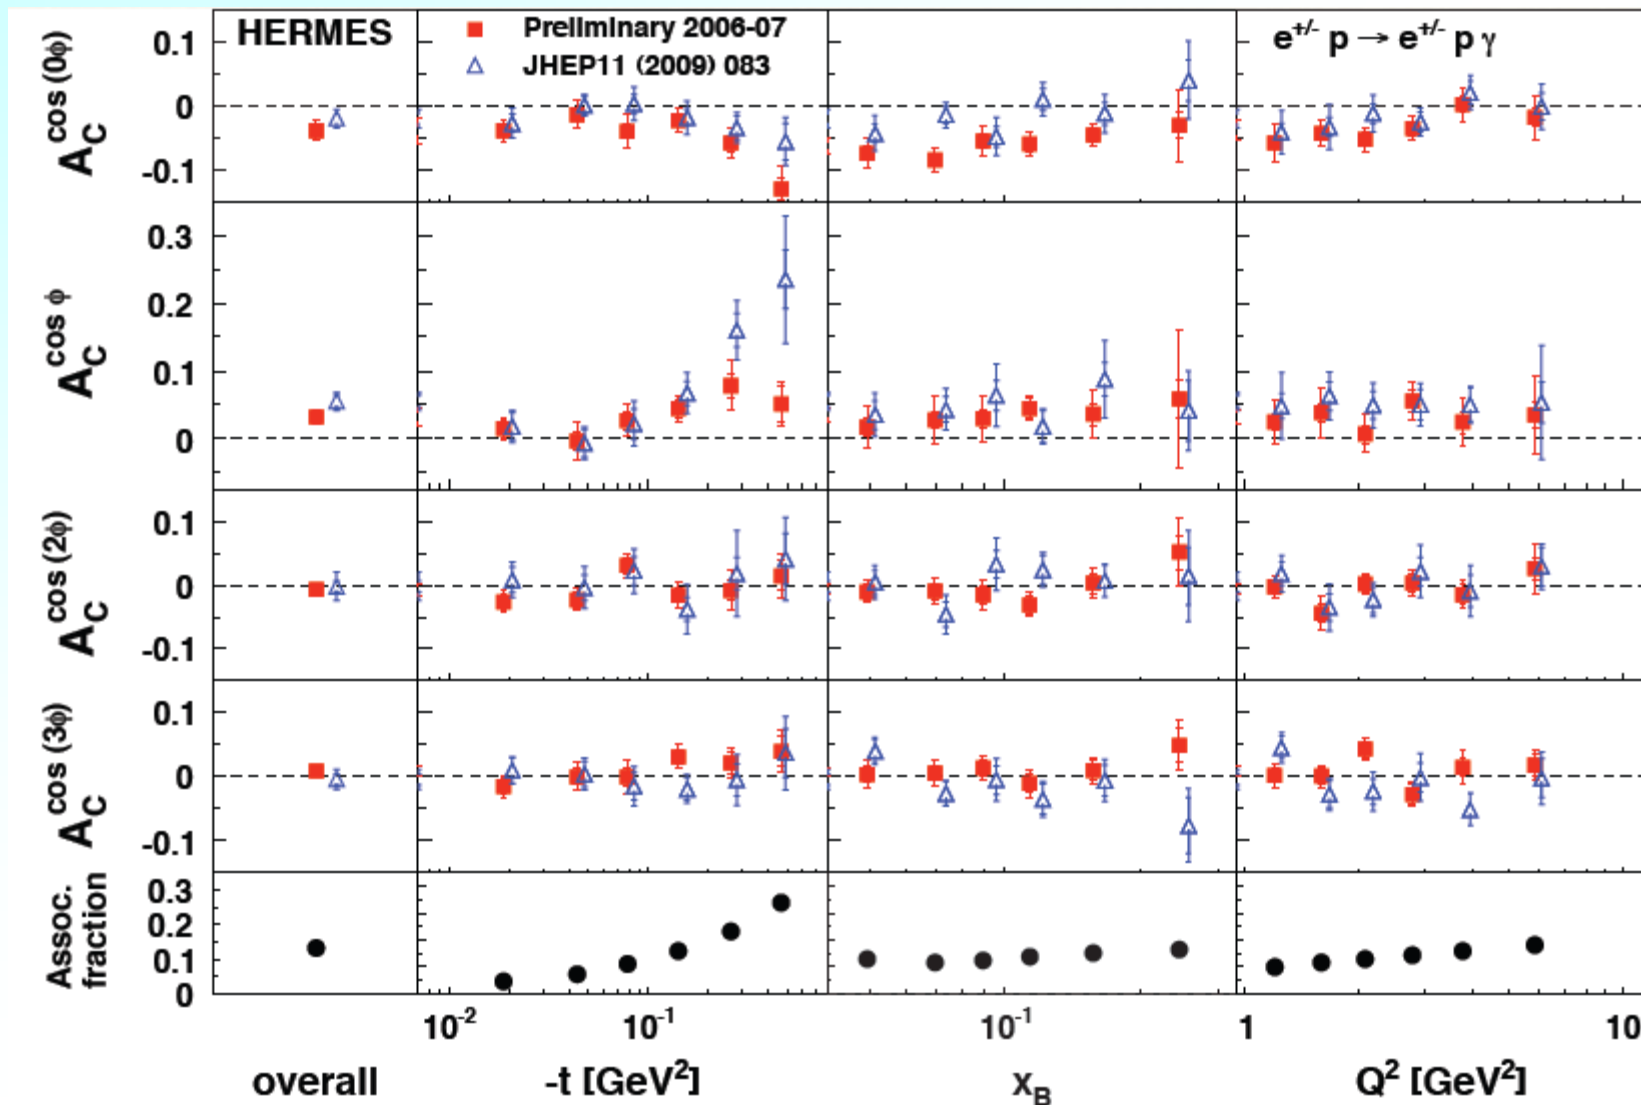 HERMES
Preliminary 2006-07
JHEP11 (2009) 083
e+/- p → e+/- p γ
A_C^cos (0ϕ)
0.1
0
-0.1
A_C^cos ϕ
0.3
0.2
0.1
0
A_C^cos (2ϕ)
0.1
0
-0.1
A_C^cos (3ϕ)
0.1
0
-0.1
Assoc.
fraction
0.3
0.2
0.1
0
10-2 10-1 10-1 1 10
overall -t [GeV2] xB Q2 [GeV2]